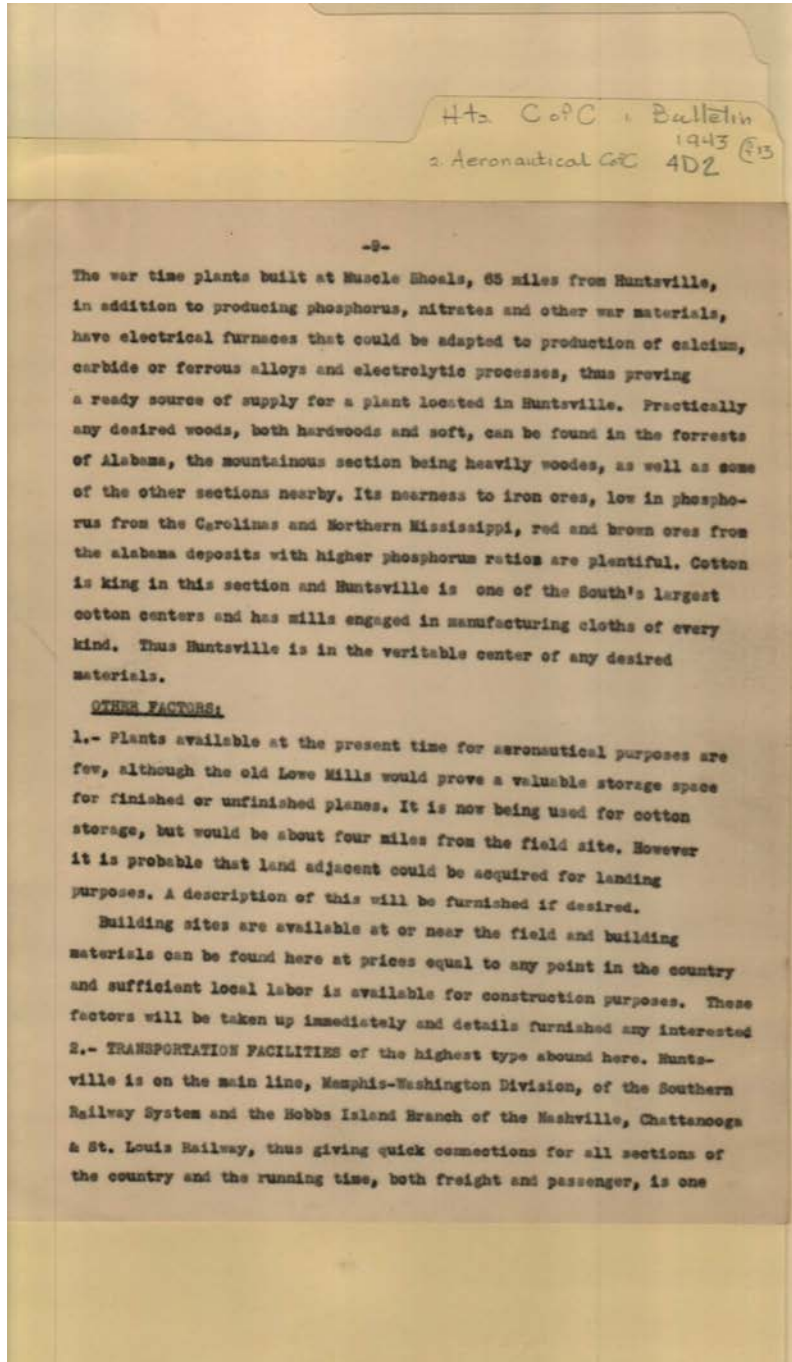 Hts. C of C 1 Bulletin
1943
2. Aeronautical C of C 4D2
-2-
The war time plants built at Muscle Shoals, 65 miles from Huntsville,
in addition to producing phosphorus, nitrates and other war materials,
have electrical furnaces that could be adapted to production of calcium,
carbide or ferrous alloys and electrolytic processes, thus proving
a ready source of supply for a plant located in Huntsville. Practically
any desired woods, both hardwoods and soft, can be found in the forrests
of Alabama, the mountainous section being heavily woodes, as well as some
of the other sections nearby. Its nearness to iron ores, low in phospho-
rus from the Carolinas and Northern Mississippi, red and brown ores from
the alabama deposits with higher phosphorum ratios are plentiful. Cotton
is king in this section and Huntsville is one of the South's largest
cotton centers and has mills engaged in manufacturing cloths of every
kind. Thus Huntsville is in the veritable center of any desired
materials.
OTHER FACTORS:
1.- Plants available at the present time for aeronautical purposes are
few, although the old Lowe Mills would prove a valuable storage space
for finished or unfinished planes. It is now being used for cotton
storage, but would be about four miles from the field site. However
it is probable that land adjacent could be acquired for landing
purposes. A description of this will be furnished if desired.
Building sites are available at or near the field and building
materials can be found here at prices equal to any point in the country
and sufficient local labor is available for construction purposes. These
factors will be taken up immediately and details furnished any interested
2.- TRANSPORTATION FACILITIES of the highest type abound here. Hunts-
ville is on the main line, Memphis-Washington Division, of the Southern
Railway System and the Hobbs Island Branch of the Nashville, Chattanooga
& St. Louis Railway, thus giving quick connections for all sections of
the country and the running time, both freight and passenger, is one